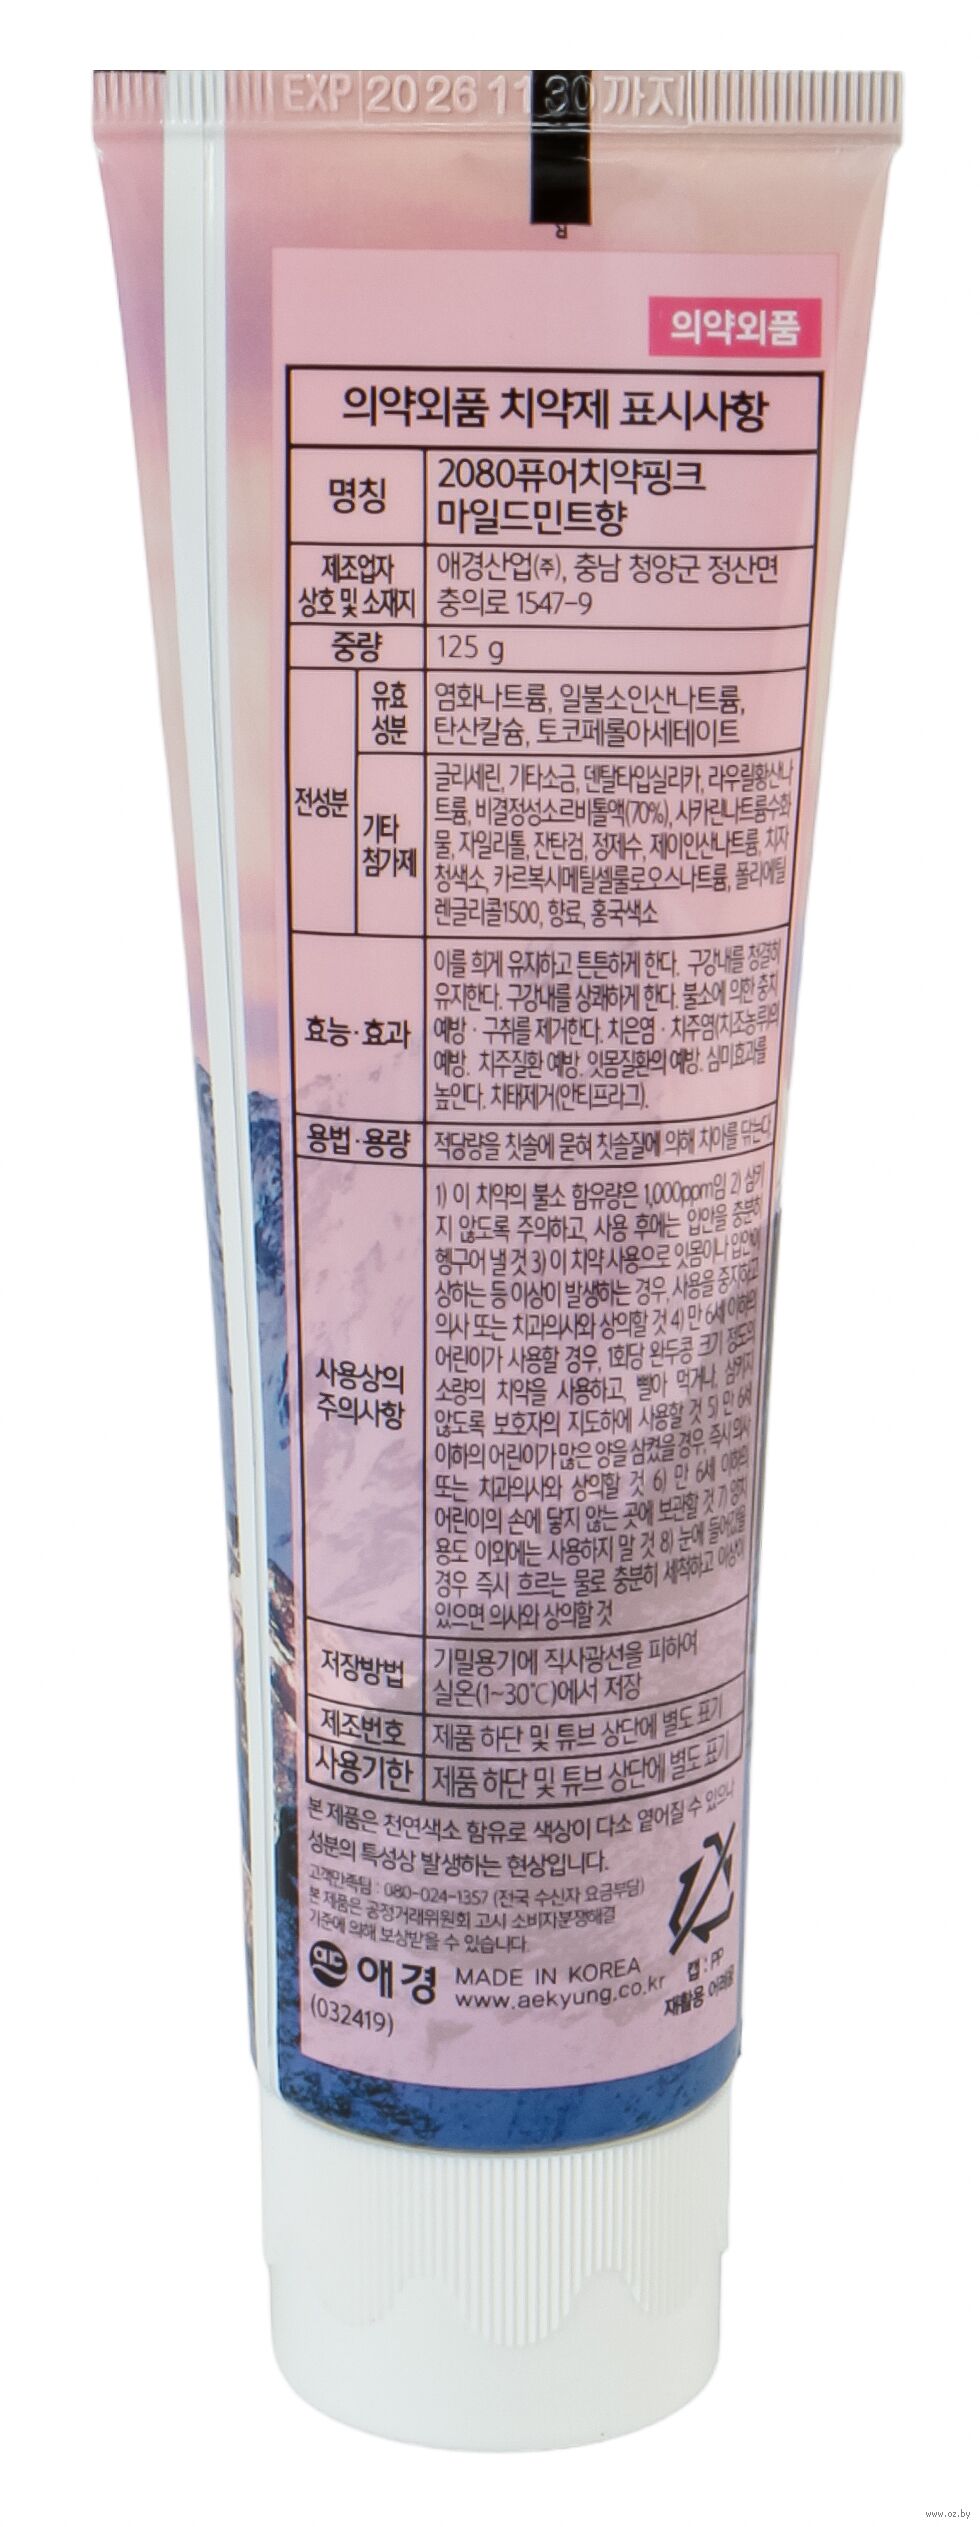 EXP 2026 11 30 까지
의약외품
의약외품 치약제 표시사항
명칭
2080퓨어치약핑크
마일드민트향
제조업자
상호 및 소재지
애경산업(주), 충남 청양군 정산면
충의로 1547-9
중량
125 g
전성분
유효
성분
염화나트륨, 일불소인산나트륨,
탄산칼슘, 토코페롤아세테이트
기타
첨가제
글리세린, 기타소금, 덴탈타입실리카, 라우릴황산나
트륨, 비결정성소르비톨액(70%), 사카린나트륨수화
물, 자일리톨, 잔탄검, 정제수, 제이인산나트륨, 치자
청색소, 카르복시메틸셀룰로오스나트륨, 폴리에틸
렌글리콜1500, 향료, 홍국색소
효능·효과
이를 희게 유지하고 튼튼하게 한다. 구강내를 청결히
유지한다. 구강내를 상쾌하게 한다. 불소에 의한 충치
예방·구취를 제거한다. 치은염·치주염(치조농루)의
예방. 치주질환 예방. 잇몸질환의 예방. 심미효과를
높인다. 치태제거(안티프라그).
용법·용량
적당량을 칫솔에 묻혀 칫솔질에 의해 치아를 닦는다
사용상의
주의사항
1) 이 치약의 불소 함유량은 1,000ppm임 2) 삼키
지 않도록 주의하고, 사용 후에는 입안을 충분히
헹구어 낼 것 3) 이 치약 사용으로 잇몸이나 입안이
상하는 등 이상이 발생하는 경우, 사용을 중지하고
의사 또는 치과의사와 상의할 것 4) 만 6세 이하의
어린이가 사용할 경우, 1회당 완두콩 크기 정도의
소량의 치약을 사용하고, 빨아 먹거나, 삼키지
않도록 보호자의 지도하에 사용할 것 5) 만 6세
이하의 어린이가 많은 양을 삼켰을 경우, 즉시 의사
또는 치과의사와 상의할 것 6) 만 6세 이하의
어린이의 손에 닿지 않는 곳에 보관할 것 7) 양치
용도 이외에는 사용하지 말 것 8) 눈에 들어갔을
경우 즉시 흐르는 물로 충분히 세척하고 이상이
있으면 의사와 상의할 것
저장방법
기밀용기에 직사광선을 피하여
실온(1~30℃)에서 저장
제조번호
제품 하단 및 튜브 상단에 별도 표기
사용기한
제품 하단 및 튜브 상단에 별도 표기
본 제품은 천연색소 함유로 색상이 다소 옅어질 수 있으나
성분의 특성상 발생하는 현상입니다.
고객만족팀 : 080-024-1357 (전국 수신자 요금부담)
본 제품은 공정거래위원회 고시 소비자분쟁해결
기준에 의해 보상받을 수 있습니다.
애경 MADE IN KOREA
www.aekyung.co.kr
(032419)
캡 : PP
재활용 어려움
www.oz.by